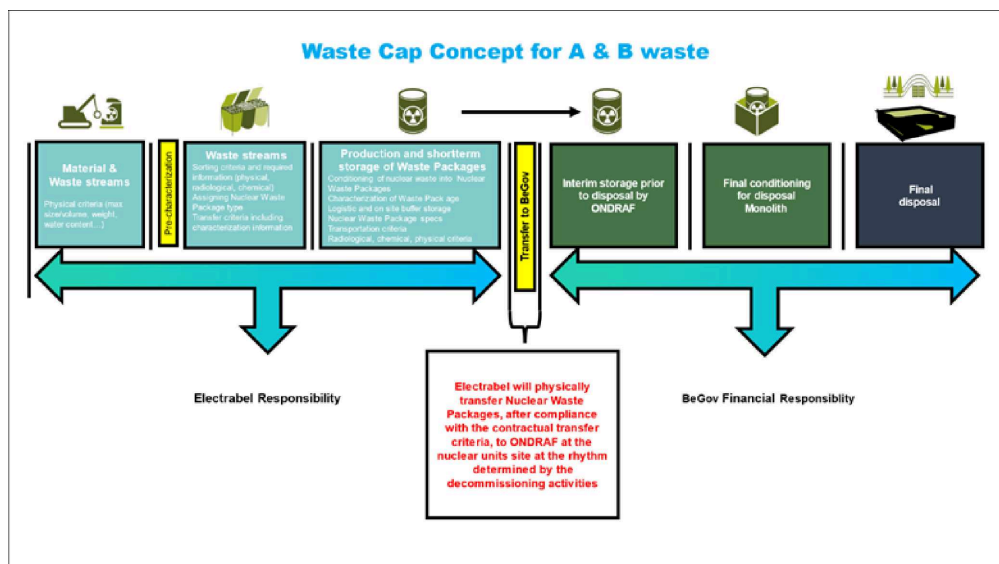 Waste Cap Concept for A & B waste
Material &
Waste streams
Physical criteria (max
size/volume, weight,
water content…]
Pre-characterization
Waste streams
Sorting criteria and required
information (physical,
radiological, chemical]
Assigning Nuclear Waste
Package type
Transfer criteria including
characterization information
Production and shortterm
storage of Waste Packages
Conditioning of nuclear waste into Nuclear
Waste Packages
Characterization of Waste Pack age
Logistic and on site buffer storage
Nuclear Waste Package specs
Transportation criteria
Radiological, chemical, physical criteria
Transfer to BeGov
Interim storage prior
to disposal by
ONDRAF
Final conditioning
for disposal
Monolith
Final
disposal
Electrabel Responsibility
Electrabel will physically
transfer Nuclear Waste
Packages, after compliance
with the contractual transfer
criteria, to ONDRAF at the
nuclear units site at the rhythm
determined by the
decommissioning activities
BeGov Financial Responsiblity